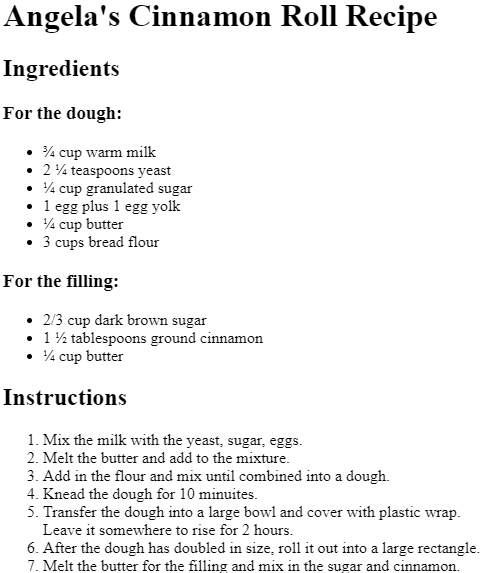 Angela's Cinnamon Roll Recipe
Ingredients
For the dough:
• ¾ cup warm milk
• 2 ¼ teaspoons yeast
• ¼ cup granulated sugar
• 1 egg plus 1 egg yolk
• ¼ cup butter
• 3 cups bread flour
For the filling:
• 2/3 cup dark brown sugar
• 1 ½ tablespoons ground cinnamon
• ¼ cup butter
Instructions
1. Mix the milk with the yeast, sugar, eggs.
2. Melt the butter and add to the mixture.
3. Add in the flour and mix until combined into a dough.
4. Knead the dough for 10 minuites.
5. Transfer the dough into a large bowl and cover with plastic wrap.
Leave it somewhere to rise for 2 hours.
6. After the dough has doubled in size, roll it out into a large rectangle.
7. Melt the butter for the filling and mix in the sugar and cinnamon.